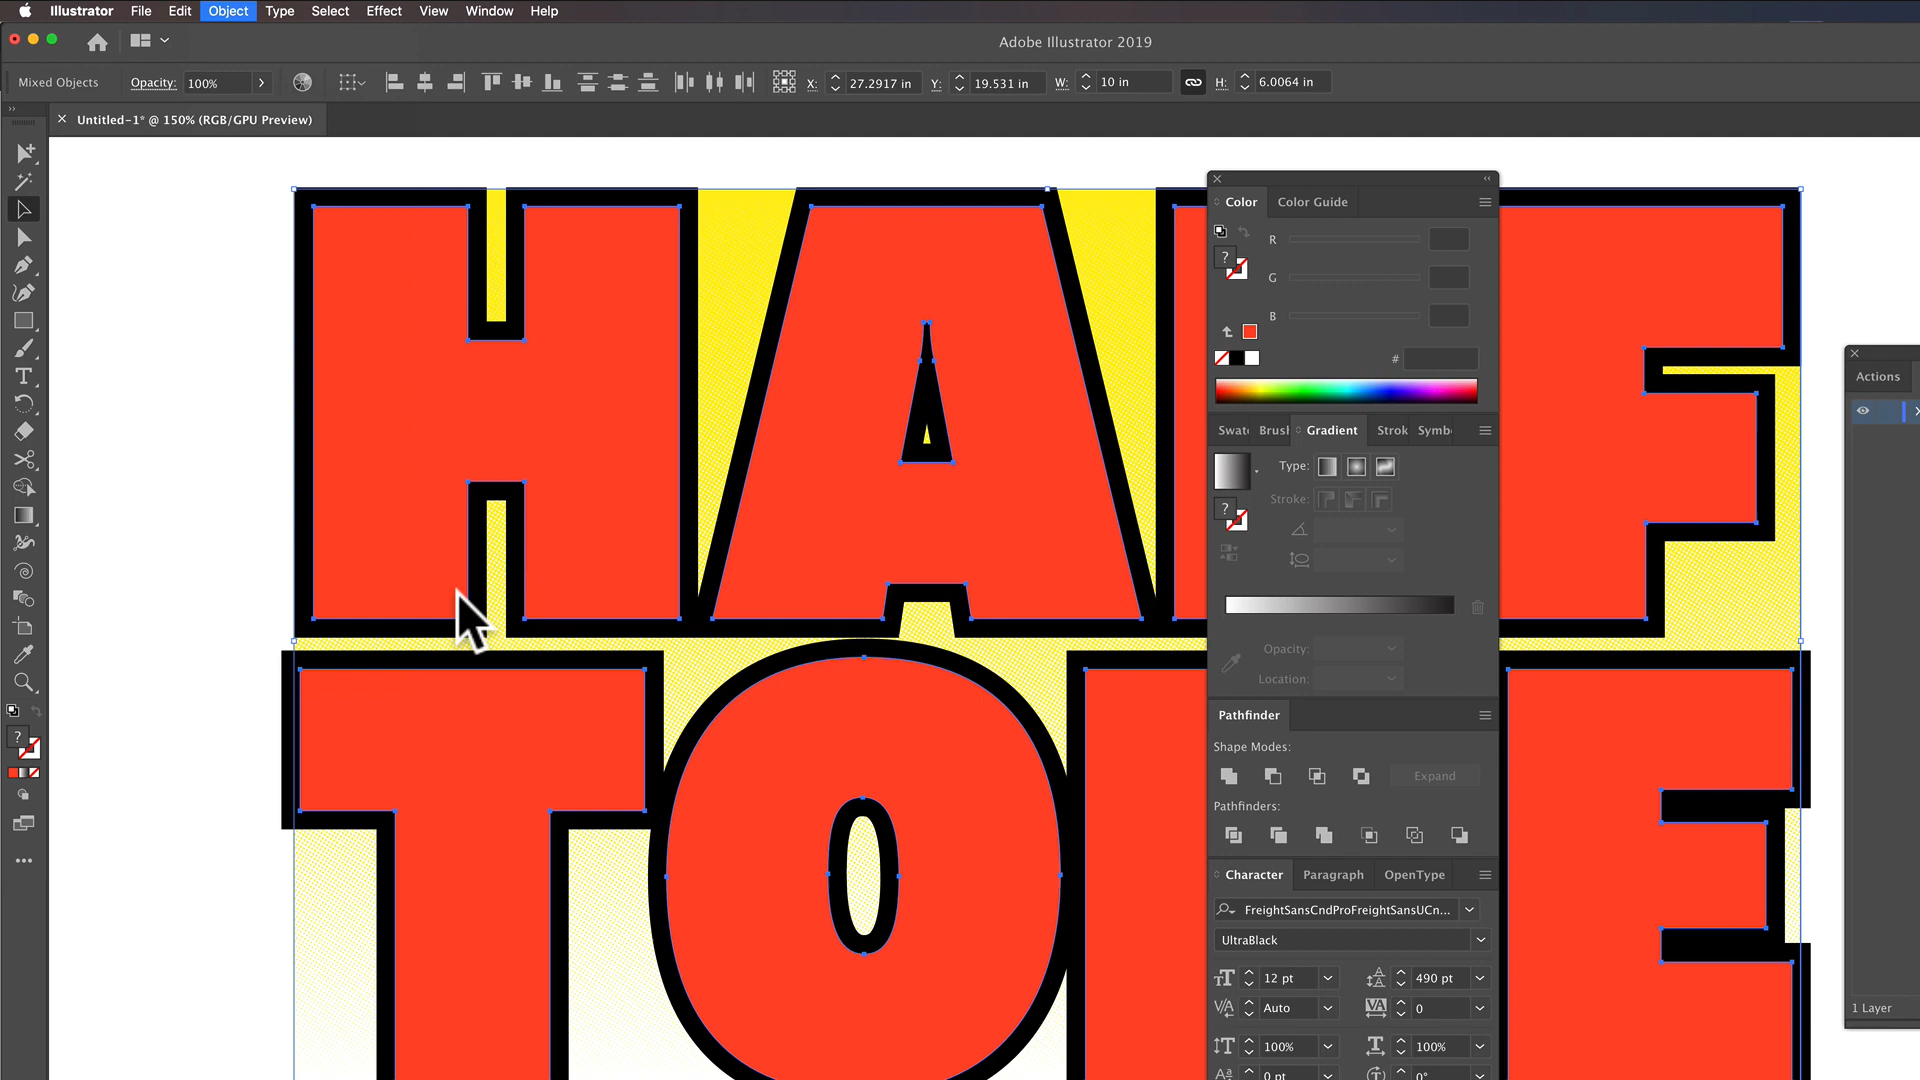 Illustrator File Edit Object Type Select Effect View Window Help
Adobe Illustrator 2019
Mixed Objects Opacity: 100% X: 27.2917 in Y: 19.531 in W: 10 in H: 6.0064 in
Untitled-1* @ 150% (RGB/GPU Preview)
HALF
TO
E
Color Color Guide
R
G
B
#
Swat Brush Gradient Strok Symb
Type:
Stroke:
Opacity:
Location:
Pathfinder
Shape Modes:
Expand
Pathfinders:
Character Paragraph OpenType
FreightSansCndProFreightSansUCn...
UltraBlack
12 pt 490 pt
Auto 0
100% 100%
0 pt 0°
Actions
1 Layer